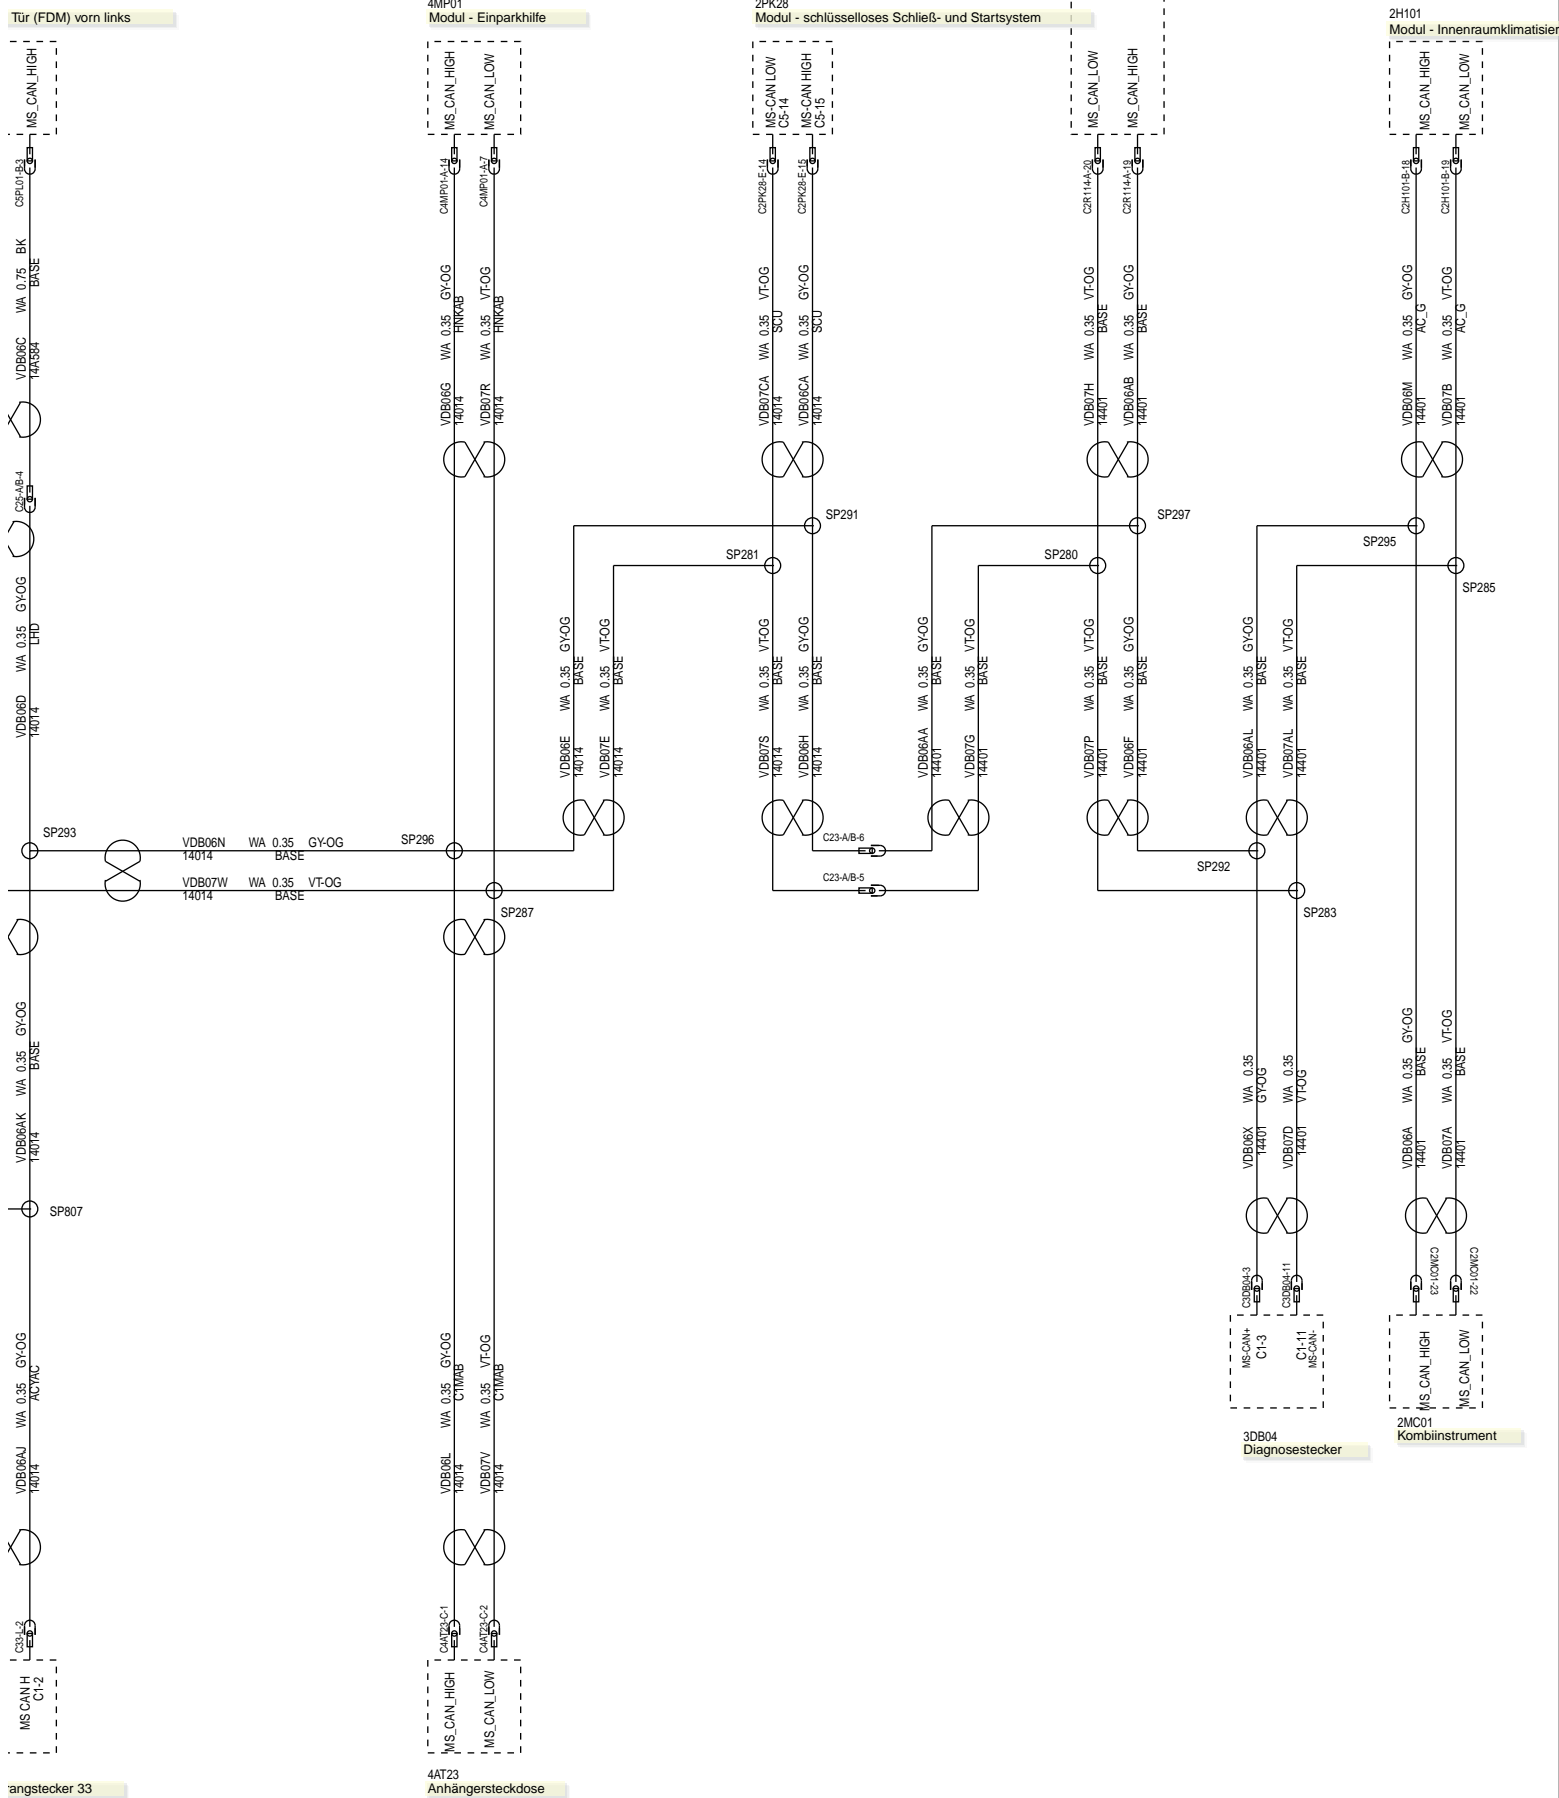 Tür (FDM) vorn links
4MP01
Modul - Einparkhilfe
2PK28
Modul - schlüsselloses Schließ- und Startsystem
2H101
Modul - Innenraumklimatisier
MS_CAN_HIGH
MS_CAN_HIGH
MS_CAN_LOW
MS-CAN LOW
C5-14
MS-CAN HIGH
C5-15
MS_CAN_LOW
MS_CAN_HIGH
MS_CAN_HIGH
MS_CAN_LOW
C5PL01-B-3
C4MP01-A-14
C4MP01-A-7
C2PK28-E-14
C2PK28-E-15
C2R114-A-20
C2R114-A-19
C2H101-B-18
C2H101-B-19
VDB06C WA 0.75 BK
14A584 BASE
VDB06G WA 0.35 GY-OG
14014 HNKAB
VDB07R WA 0.35 VT-OG
14014 HNKAB
VDB07CA WA 0.35 VT-OG
14014 SCU
VDB06CA WA 0.35 GY-OG
14014 SCU
VDB07H WA 0.35 VT-OG
14401 BASE
VDB06AB WA 0.35 GY-OG
14401 BASE
VDB06M WA 0.35 GY-OG
14401 AC_G
VDB07B WA 0.35 VT-OG
14401 AC_G
C25-A/B-4
SP291
SP297
SP295
SP281
SP280
SP285
VDB06D WA 0.35 GY-OG
14014 LHD
VDB06E WA 0.35 GY-OG
14014 BASE
VDB07E WA 0.35 VT-OG
14014 BASE
VDB07S WA 0.35 VT-OG
14014 BASE
VDB06H WA 0.35 GY-OG
14014 BASE
VDB06AA WA 0.35 GY-OG
14401 BASE
VDB07G WA 0.35 VT-OG
14401 BASE
VDB07P WA 0.35 VT-OG
14401 BASE
VDB06F WA 0.35 GY-OG
14401 BASE
VDB06AL WA 0.35 GY-OG
14401 BASE
VDB07AL WA 0.35 VT-OG
14401 BASE
SP293
VDB06N WA 0.35 GY-OG
14014 BASE
SP296
C23-A/B-6
SP292
VDB07W WA 0.35 VT-OG
14014 BASE
C23-A/B-5
SP287
SP283
VDB06AK WA 0.35 GY-OG
14014 BASE
VDB06X WA 0.35
14401 GY-OG
VDB07D WA 0.35
14401 VT-OG
VDB06A WA 0.35 GY-OG
14401 BASE
VDB07A WA 0.35 VT-OG
14401 BASE
SP807
C3DB04-3
C3DB04-11
C2MC01-23
C2MC01-22
MS-CAN+
C1-3
C1-11
MS-CAN-
MS_CAN_HIGH
MS_CAN_LOW
3DB04
Diagnosestecker
2MC01
Kombiinstrument
VDB06AJ WA 0.35 GY-OG
14014 ACYAC
VDB06L WA 0.35 GY-OG
14014 C1MAB
VDB07V WA 0.35 VT-OG
14014 C1MAB
C33-L-2
C4AT23-C-1
C4AT23-C-2
MS CAN H
C1-2
MS_CAN_HIGH
MS_CAN_LOW
rangstecker 33
4AT23
Anhängersteckdose